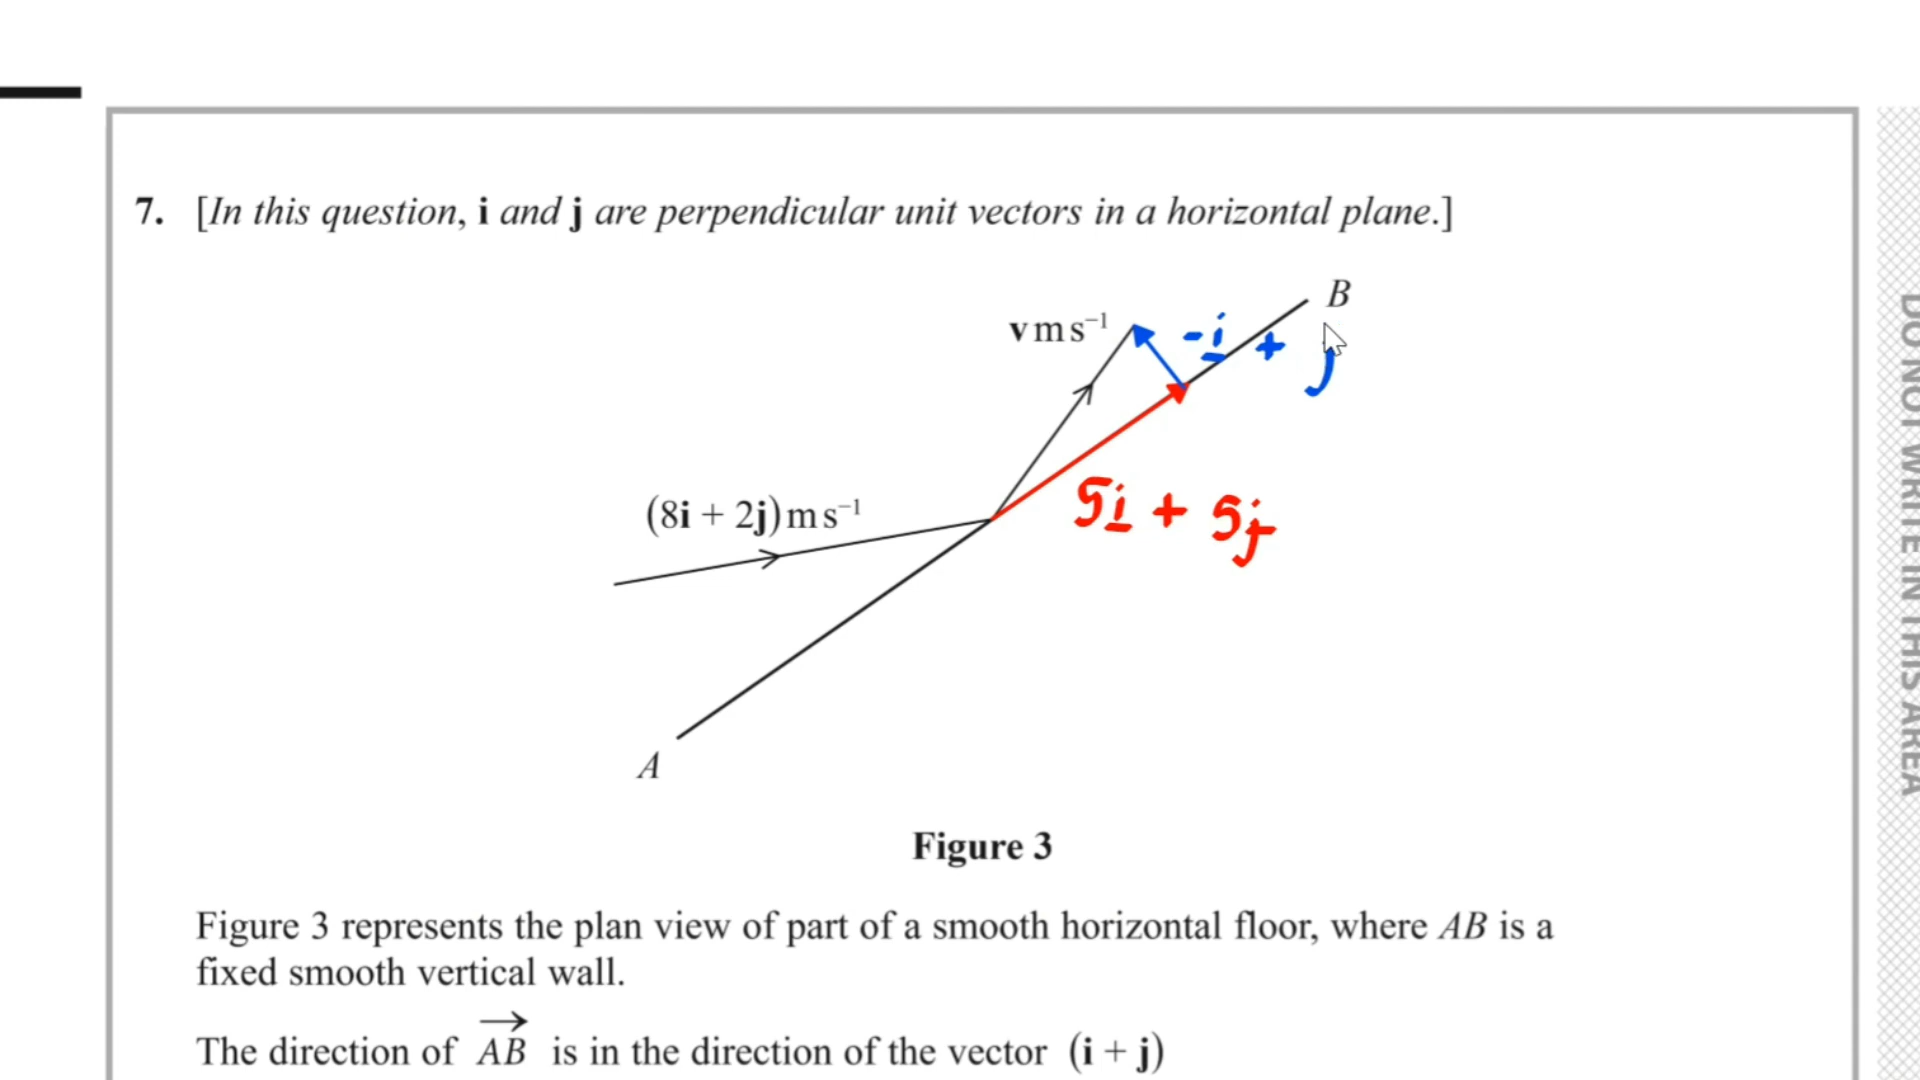 7. [In this question, i and j are perpendicular unit vectors in a horizontal plane.]
B
v m s⁻¹
-i + j
(8i + 2j) m s⁻¹
5i + 5j
A
Figure 3
Figure 3 represents the plan view of part of a smooth horizontal floor, where AB is a
fixed smooth vertical wall.
The direction of AB is in the direction of the vector (i + j)
DO NOT WRITE IN THIS AREA